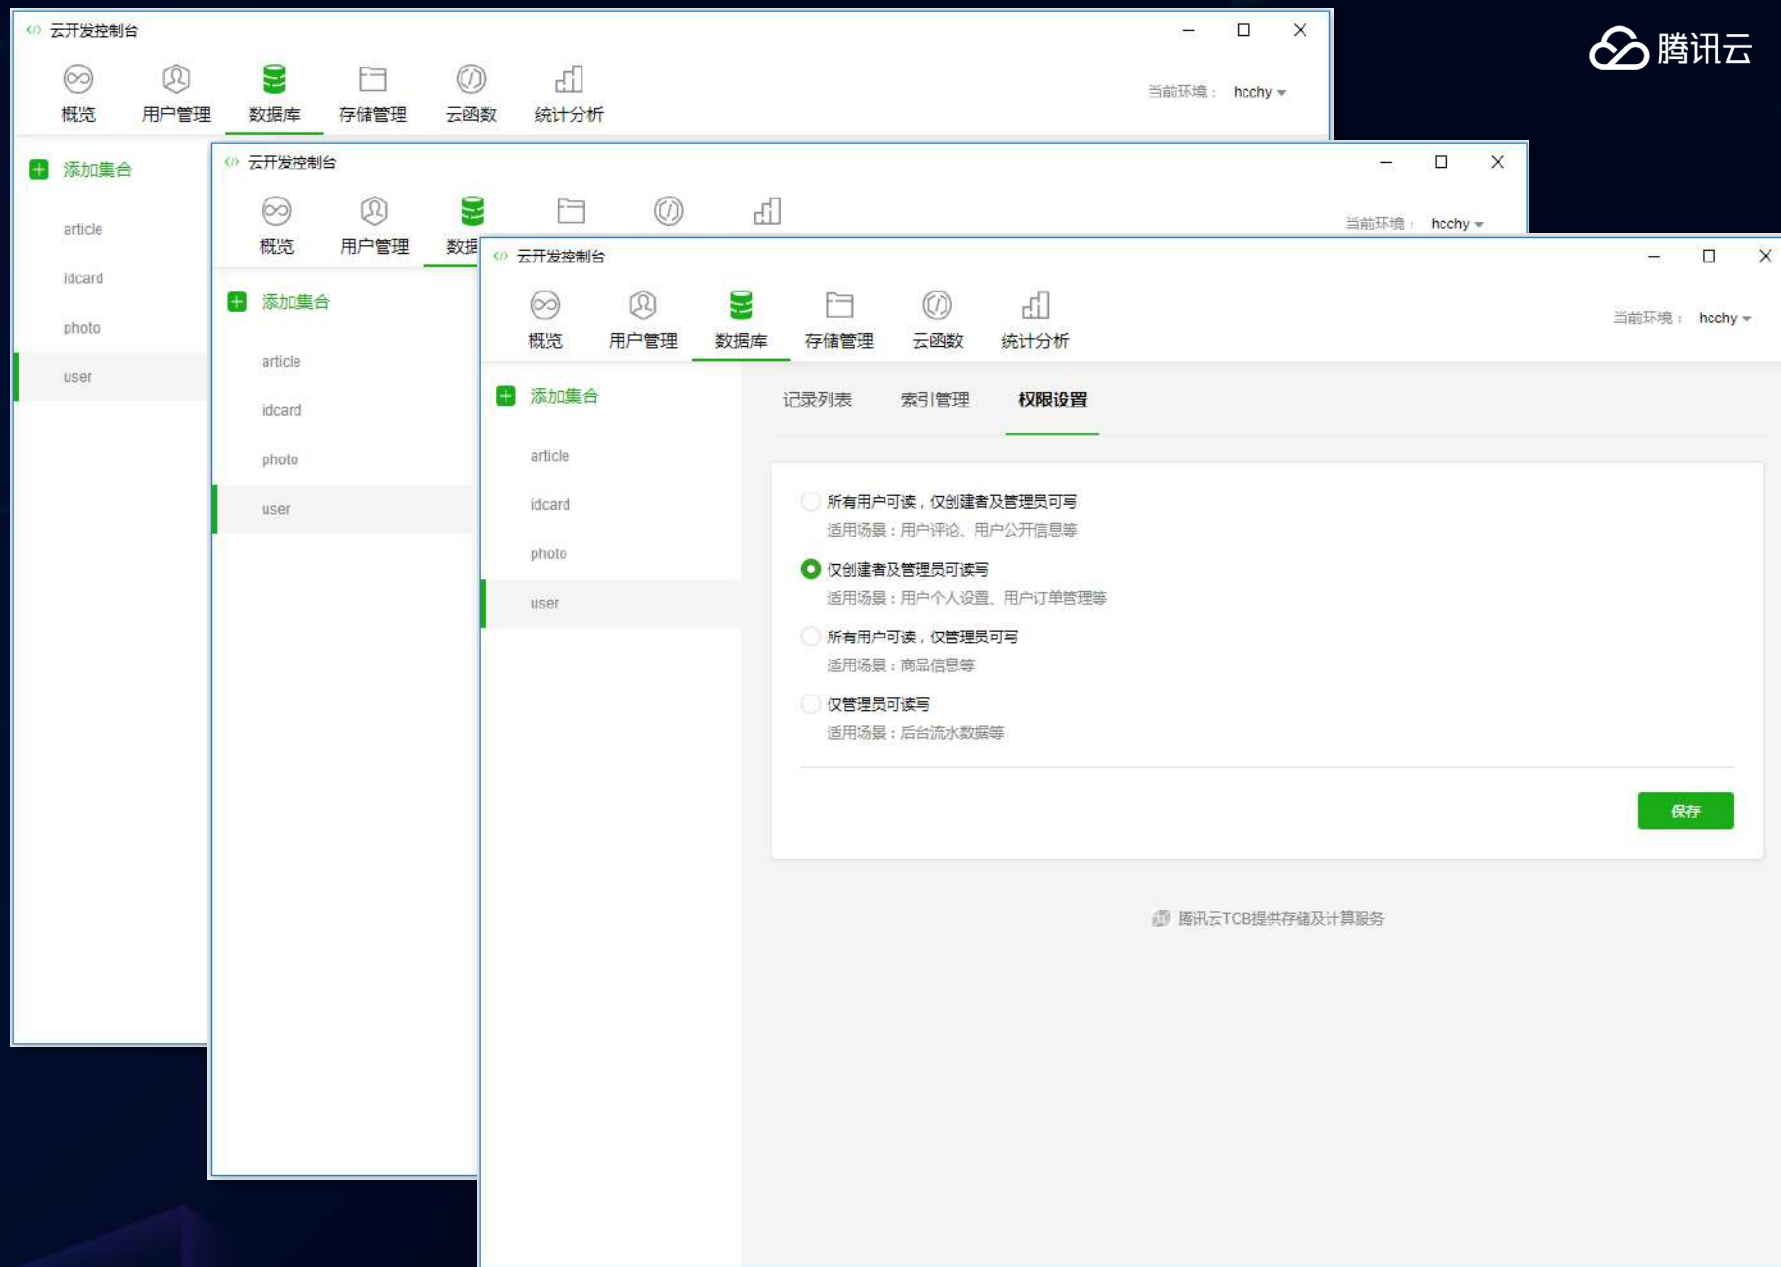 腾讯云
</> 云开发控制台
概览 用户管理 数据库 存储管理 云函数 统计分析
当前环境： hcchy
添加集合
article
idcard
photo
user
</> 云开发控制台
概览 用户管理 数据
当前环境： hcchy
添加集合
article
idcard
photo
user
</> 云开发控制台
概览 用户管理 数据库 存储管理 云函数 统计分析
当前环境： hcchy
添加集合
article
idcard
photo
user
记录列表 索引管理 权限设置
所有用户可读，仅创建者及管理员可写
适用场景：用户评论、用户公开信息等
仅创建者及管理员可读写
适用场景：用户个人设置、用户订单管理等
所有用户可读，仅管理员可写
适用场景：商品信息等
仅管理员可读写
适用场景：后台流水数据等
保存
腾讯云TCB提供存储及计算服务